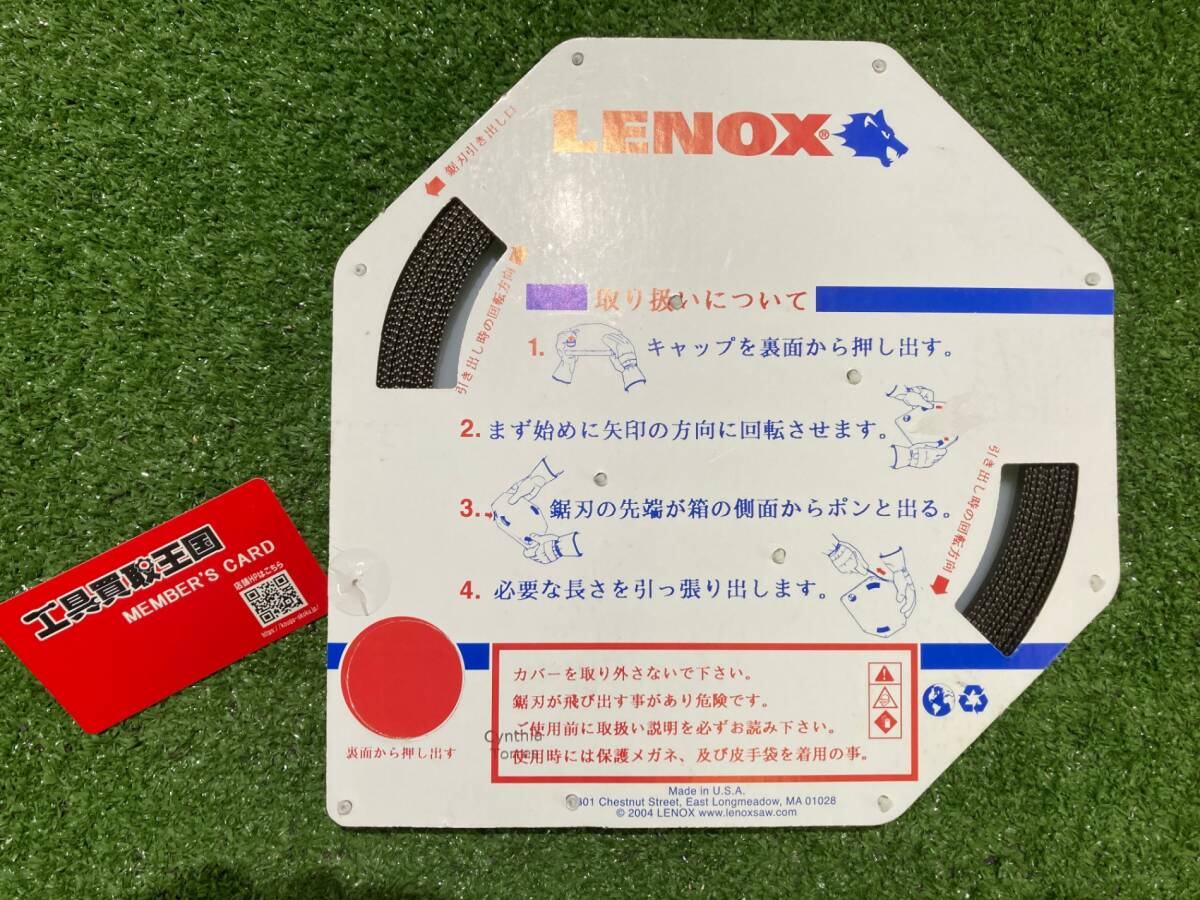 LENOX®
鋸刃引き出し口
引き出し時の回転方向
取り扱いについて
1. キャップを裏面から押し出す。
2. まず始めに矢印の方向に回転させます。
3. 鋸刃の先端が箱の側面からポンと出る。
4. 必要な長さを引っ張り出します。
引き出し時の回転方向
工具買取王国
MEMBER'S CARD
店舗HPはこちら
カバーを取り外さないで下さい。
鋸刃が飛び出す事があり危険です。
ご使用前に取扱い説明を必ずお読み下さい。
使用時には保護メガネ、及び皮手袋を着用の事。
Cynthia
裏面から押し出す
Made in U.S.A.
301 Chestnut Street, East Longmeadow, MA 01028
© 2004 LENOX www.lenoxsaw.com